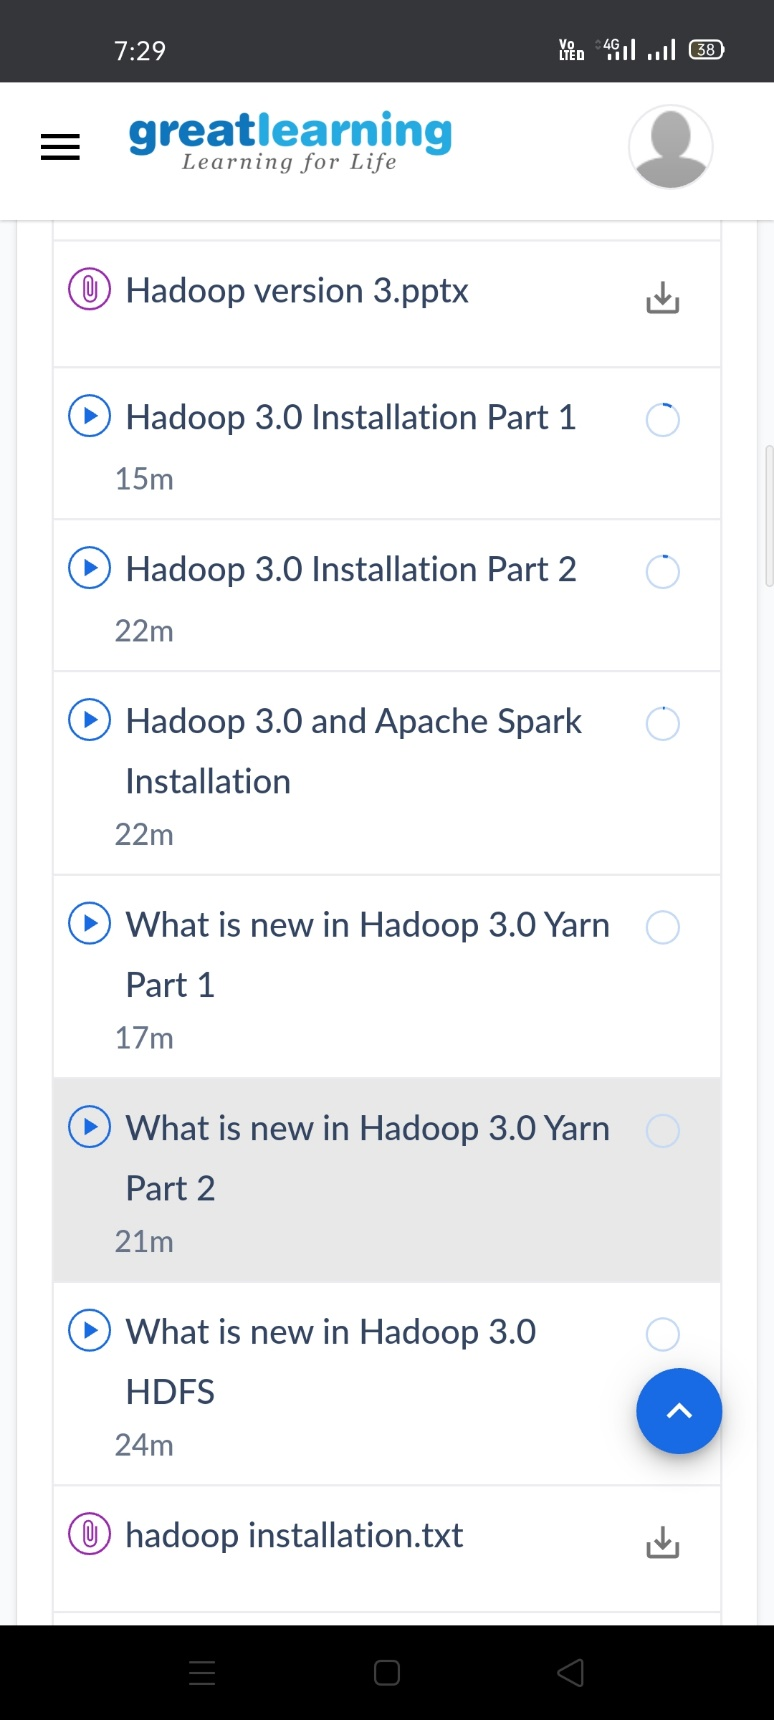 7:29
Vo
LTED
4G
38
greatlearning
Learning for Life
Hadoop version 3.pptx
Hadoop 3.0 Installation Part 1
15m
Hadoop 3.0 Installation Part 2
22m
Hadoop 3.0 and Apache Spark
Installation
22m
What is new in Hadoop 3.0 Yarn
Part 1
17m
What is new in Hadoop 3.0 Yarn
Part 2
21m
What is new in Hadoop 3.0
HDFS
24m
hadoop installation.txt